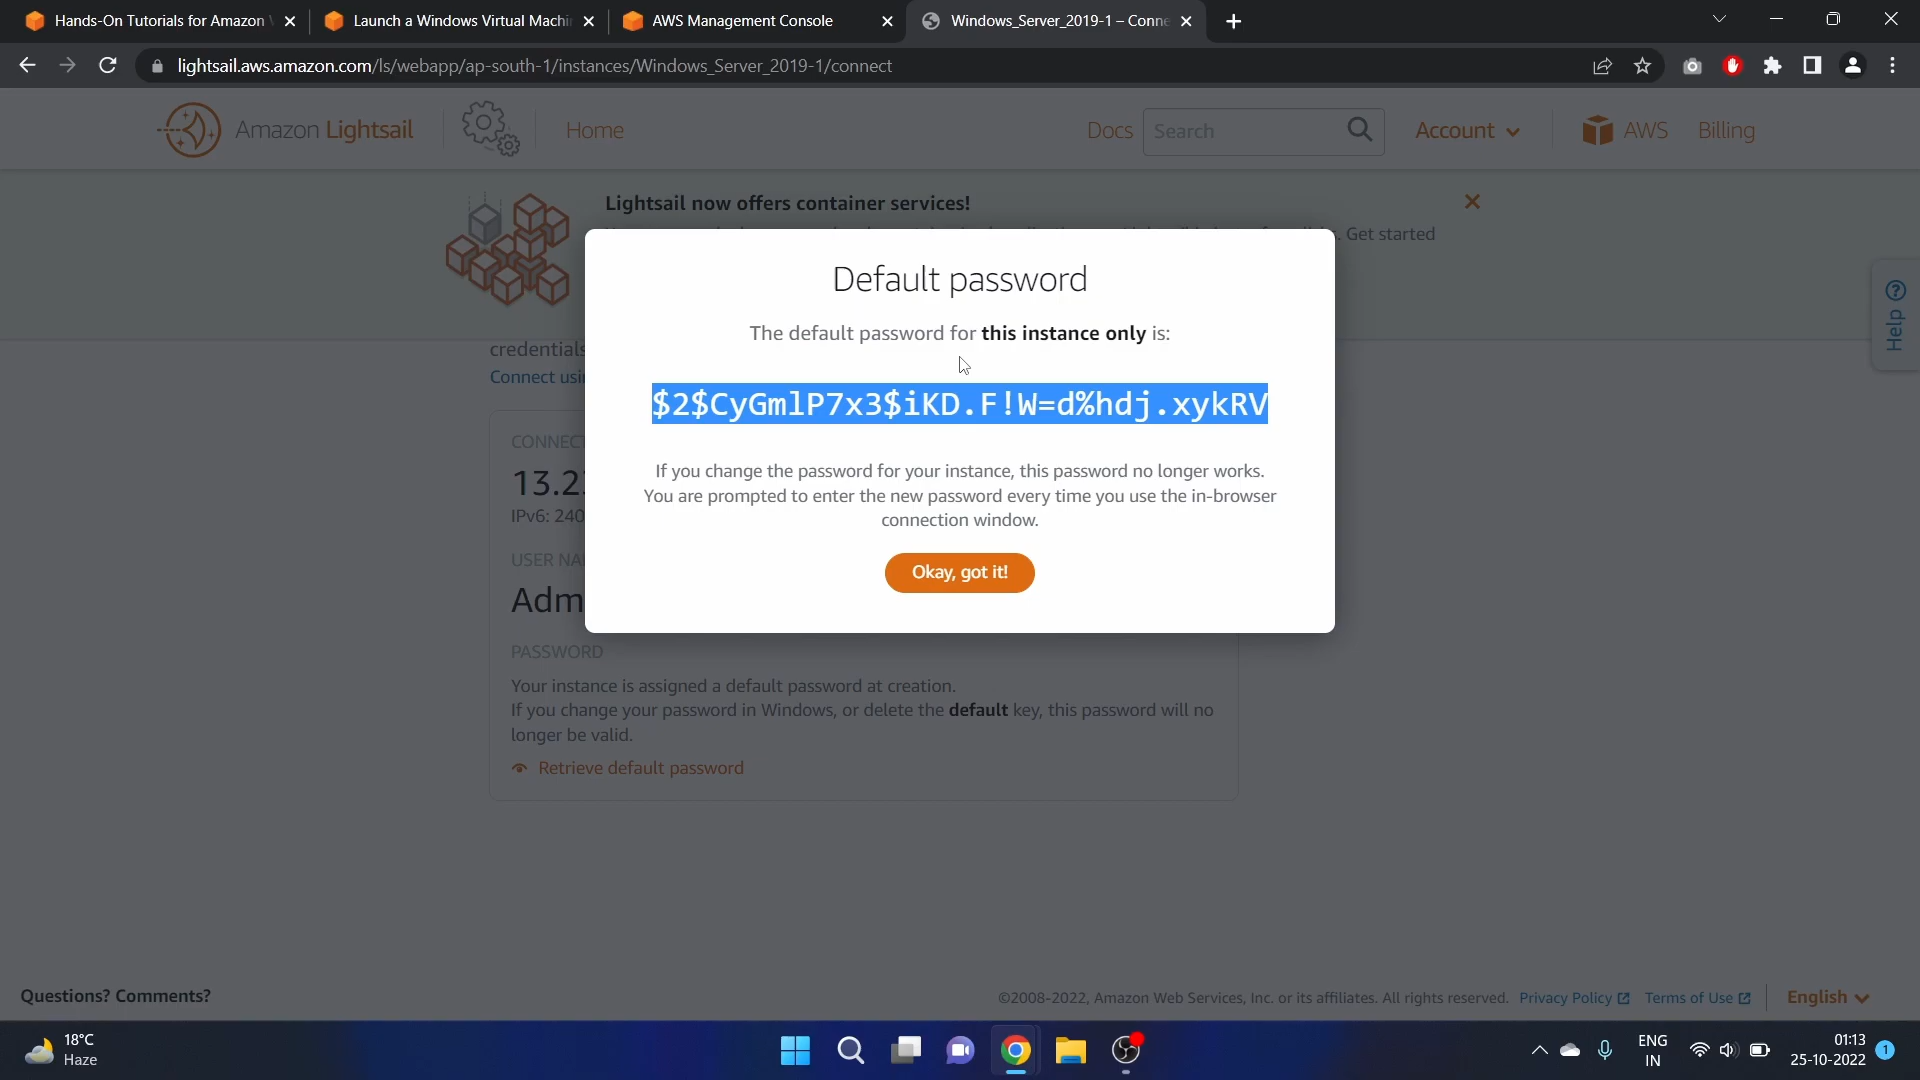 Hands-On Tutorials for Amazon
Launch a Windows Virtual Machi
AWS Management Console
Windows_Server_2019-1 – Conne
lightsail.aws.amazon.com/ls/webapp/ap-south-1/instances/Windows_Server_2019-1/connect
Amazon Lightsail
Home
Docs
Search
Account
AWS
Billing
Lightsail now offers container services!
Get started
Help
Default password
The default password for this instance only is:
$2$CyGmlP7x3$iKD.F!W=d%hdj.xykRV
If you change the password for your instance, this password no longer works.
You are prompted to enter the new password every time you use the in-browser
connection window.
Okay, got it!
credentials
Connect usi
CONNECT
13.23
IPv6: 240
USER NA
Adm
PASSWORD
Your instance is assigned a default password at creation.
If you change your password in Windows, or delete the default key, this password will no
longer be valid.
Retrieve default password
Questions? Comments?
©2008-2022, Amazon Web Services, Inc. or its affiliates. All rights reserved.
Privacy Policy
Terms of Use
English
18°C
Haze
ENG
IN
01:13
25-10-2022
1